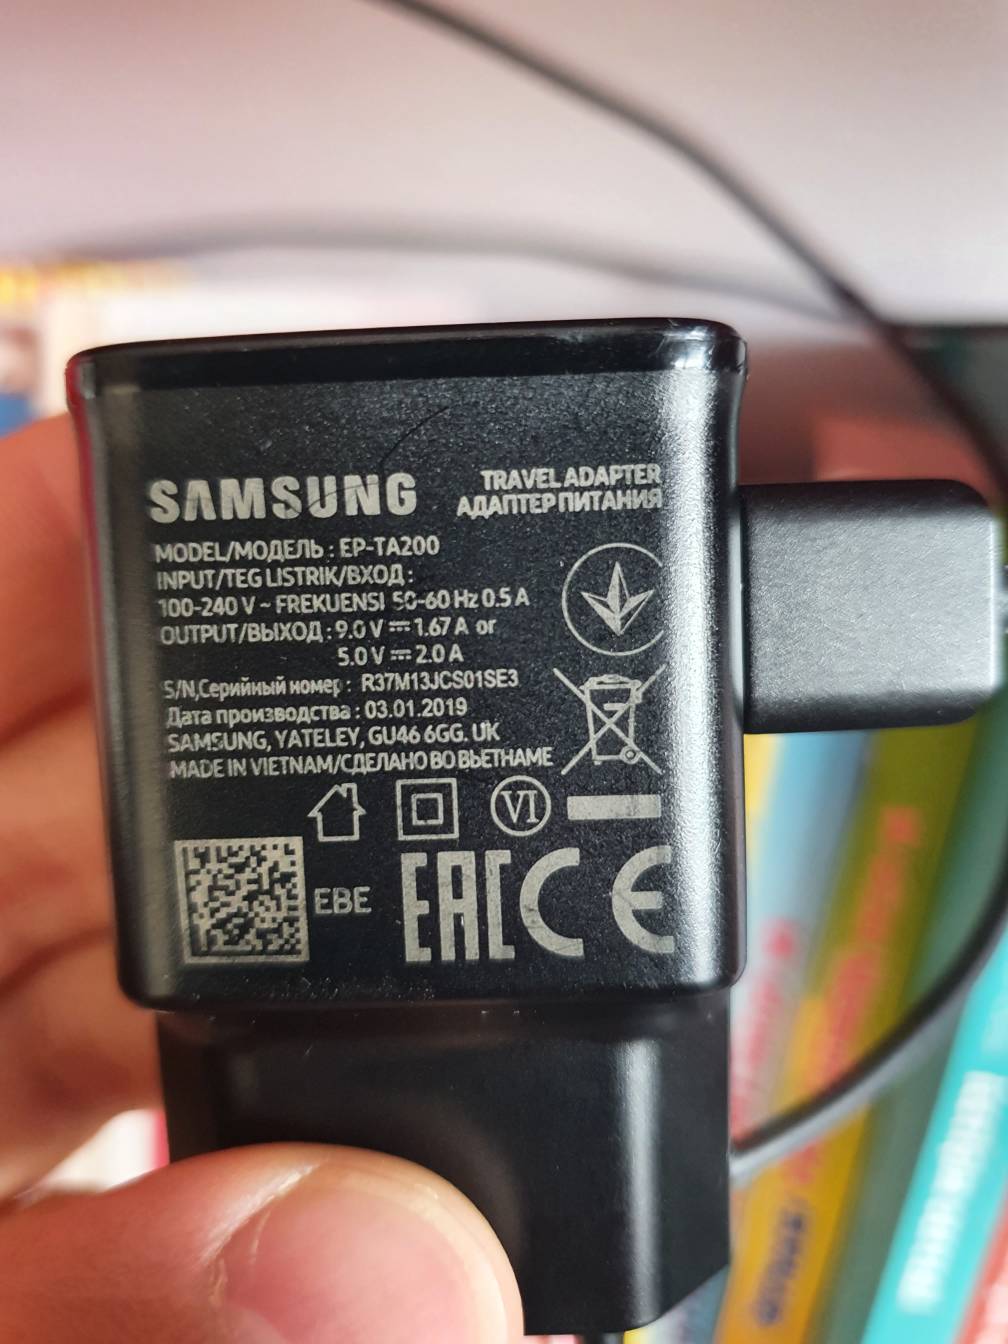 SAMSUNG
TRAVEL ADAPTER
АДАПТЕР ПИТАНИЯ
MODEL/МОДЕЛЬ : EP-TA200
INPUT/TEG LISTRIK/ВХОД :
100-240 V ~ FREKUENSI 50-60 Hz 0.5 A
OUTPUT/ВЫХОД : 9.0 V ⎓ 1.67 A or
5.0 V ⎓ 2.0 A
S/N,Серийный номер : R37M13JCS01SE3
Дата производства : 03.01.2019
SAMSUNG, YATELEY, GU46 6GG. UK
MADE IN VIETNAM/СДЕЛАНО ВО ВЬЕТНАМЕ
VI
EBE
EAC CE